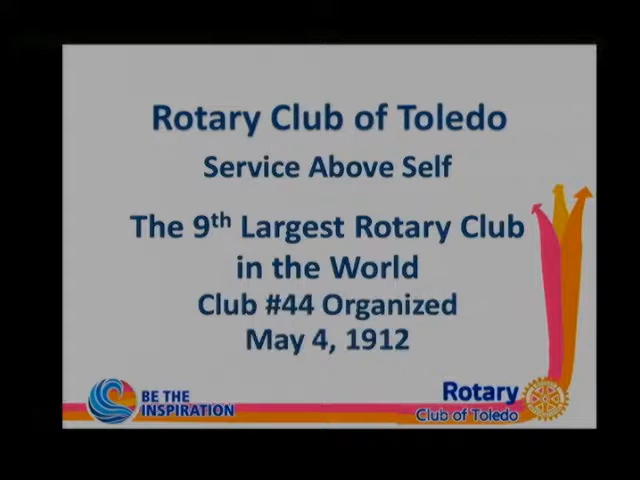 Rotary Club of Toledo
Service Above Self
The 9th Largest Rotary Club
in the World
Club #44 Organized
May 4, 1912
BE THE
INSPIRATION
Rotary
Club of Toledo